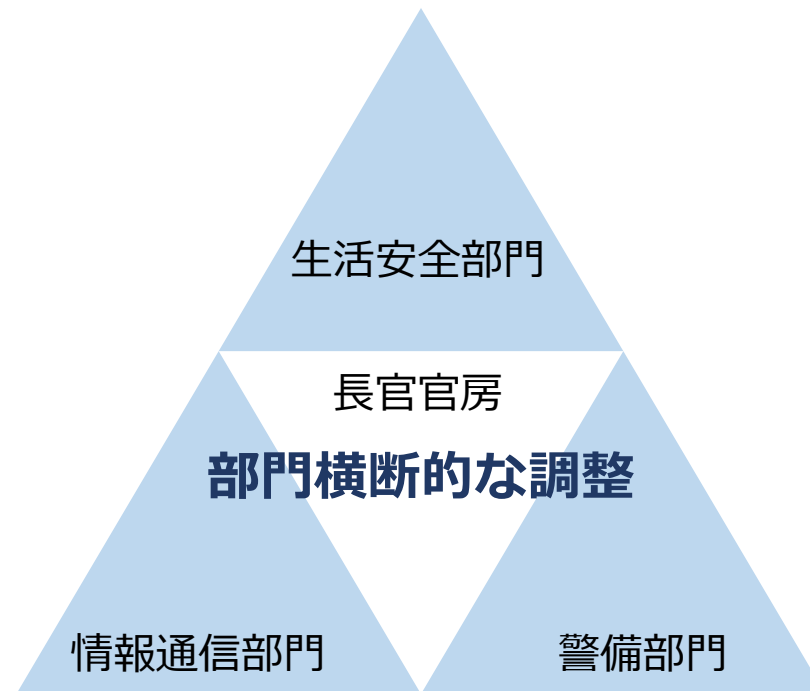 生活安全部門
長官官房
部門横断的な調整
情報通信部門
警備部門